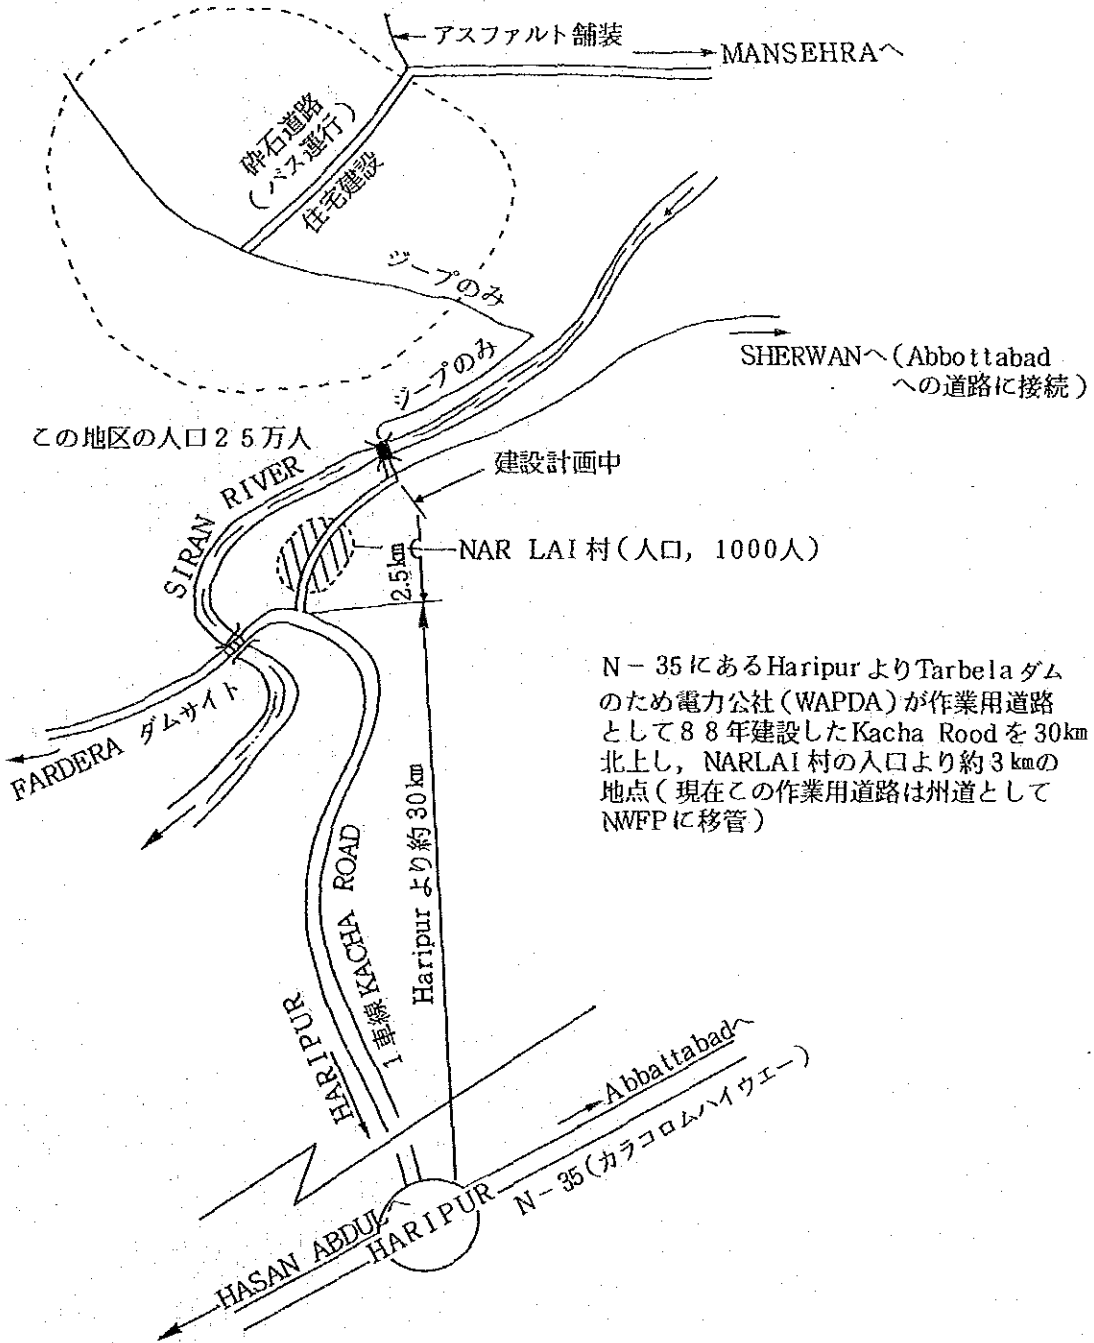 アスファルト舗装
MANSEHRAへ
砕石道路
(バス運行)
住宅建設
ジープのみ
ジープのみ
SHERWANへ(Abbottabad
への道路に接続)
この地区の人口25万人
建設計画中
SIRAN RIVER
NAR LAI村(人口, 1000人)
2.5km
N-35にあるHaripurよりTarbelaダム
のため電力公社(WAPDA)が作業用道路
として88年建設したKacha Roodを30km
北上し, NARLAI村の入口より約3kmの
地点(現在この作業用道路は州道として
NWFPに移管)
FARDERA ダムサイト
Haripurより約30km
1車線KACHA ROAD
HARIPUR
Abbattabadへ
N-35(カラコロムハイウエー)
HASAN ABDULへ
HARIPUR